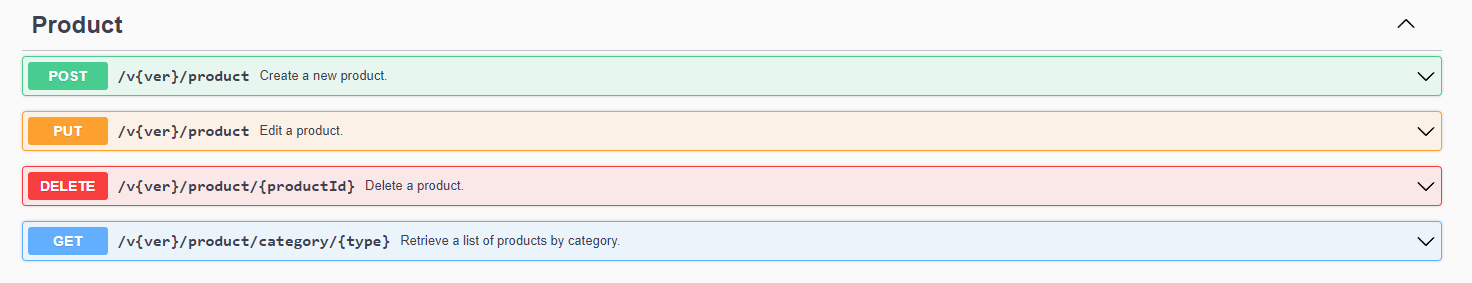 Product
POST /v{ver}/product Create a new product.
PUT /v{ver}/product Edit a product.
DELETE /v{ver}/product/{productId} Delete a product.
GET /v{ver}/product/category/{type} Retrieve a list of products by category.